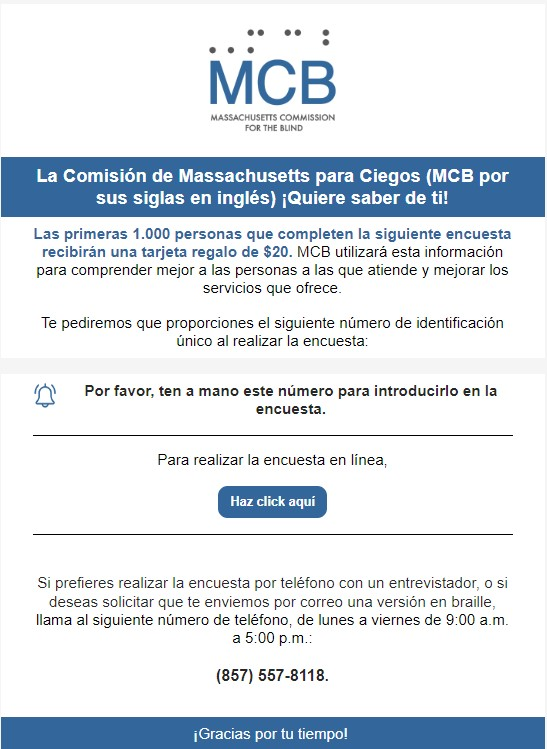 MCB
MASSACHUSETTS COMMISSION
FOR THE BLIND
La Comisión de Massachusetts para Ciegos (MCB por
sus siglas en inglés) ¡Quiere saber de ti!
Las primeras 1.000 personas que completen la siguiente encuesta
recibirán una tarjeta regalo de $20. MCB utilizará esta información
para comprender mejor a las personas a las que atiende y mejorar los
servicios que ofrece.
Te pediremos que proporciones el siguiente número de identificación
único al realizar la encuesta:
Por favor, ten a mano este número para introducirlo en la
encuesta.
Para realizar la encuesta en línea,
Haz click aquí
Si prefieres realizar la encuesta por teléfono con un entrevistador, o si
deseas solicitar que te enviemos por correo una versión en braille,
llama al siguiente número de teléfono, de lunes a viernes de 9:00 a.m.
a 5:00 p.m.:
(857) 557-8118.
¡Gracias por tu tiempo!